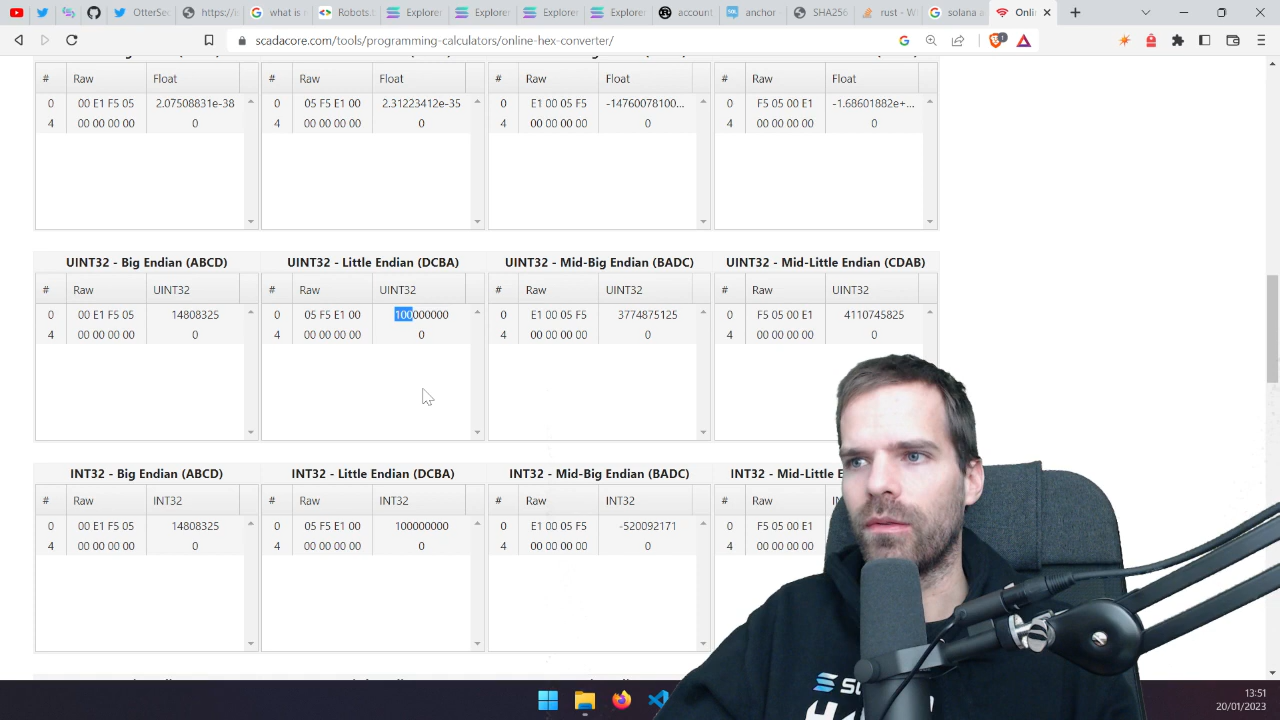 OtterSec
https://
what is
Robots.t
Explorer
Explorer
Explorer
Explorer
account
anchor
SHA256
rust - W
solana a
Onlin
scadacore.com/tools/programming-calculators/online-hex-converter/
1
# Raw Float # Raw Float # Raw Float # Raw Float
0 00 E1 F5 05 2.07508831e-38 0 05 F5 E1 00 2.31223412e-35 0 E1 00 05 F5 -14760078100... 0 F5 05 00 E1 -1.68601882e+...
4 00 00 00 00 0 4 00 00 00 00 0 4 00 00 00 00 0 4 00 00 00 00 0
UINT32 - Big Endian (ABCD) UINT32 - Little Endian (DCBA) UINT32 - Mid-Big Endian (BADC) UINT32 - Mid-Little Endian (CDAB)
# Raw UINT32 # Raw UINT32 # Raw UINT32 # Raw UINT32
0 00 E1 F5 05 14808325 0 05 F5 E1 00 100000000 0 E1 00 05 F5 3774875125 0 F5 05 00 E1 4110745825
4 00 00 00 00 0 4 00 00 00 00 0 4 00 00 00 00 0 4 00 00 00 00 0
INT32 - Big Endian (ABCD) INT32 - Little Endian (DCBA) INT32 - Mid-Big Endian (BADC) INT32 - Mid-Little E
# Raw INT32 # Raw INT32 # Raw INT32 # Raw
0 00 E1 F5 05 14808325 0 05 F5 E1 00 100000000 0 E1 00 05 F5 -520092171 0 F5 05 00 E1
4 00 00 00 00 0 4 00 00 00 00 0 4 00 00 00 00 0 4 00 00 00 00
13:51
20/01/2023